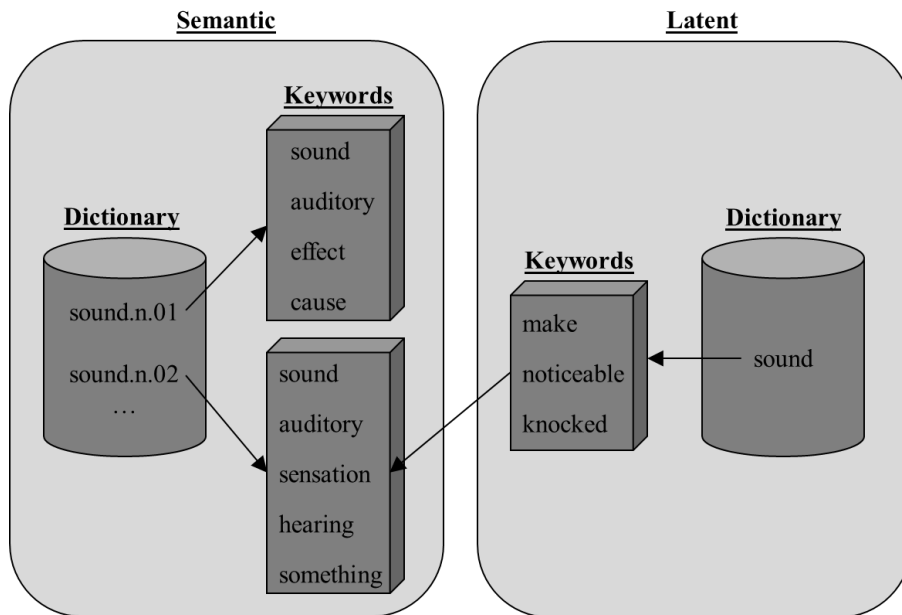 Semantic
Dictionary
sound.n.01
sound.n.02
...
Keywords
sound
auditory
effect
cause
sound
auditory
sensation
hearing
something
Latent
Keywords
make
noticeable
knocked
Dictionary
sound